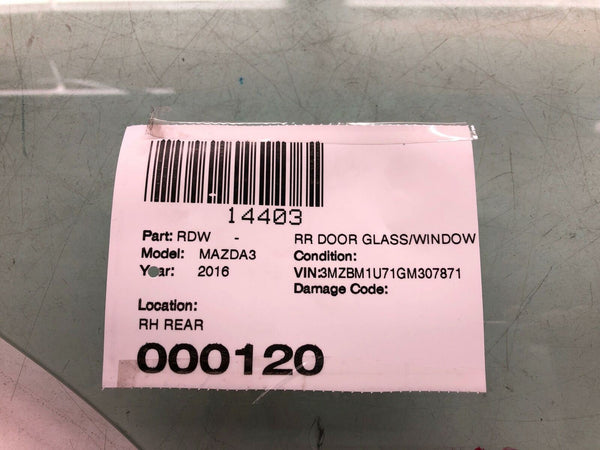 14403
Part: RDW - RR DOOR GLASS/WINDOW
Model: MAZDA3 Condition:
Year: 2016 VIN:3MZBM1U71GM307871
Damage Code:
Location:
RH REAR
000120